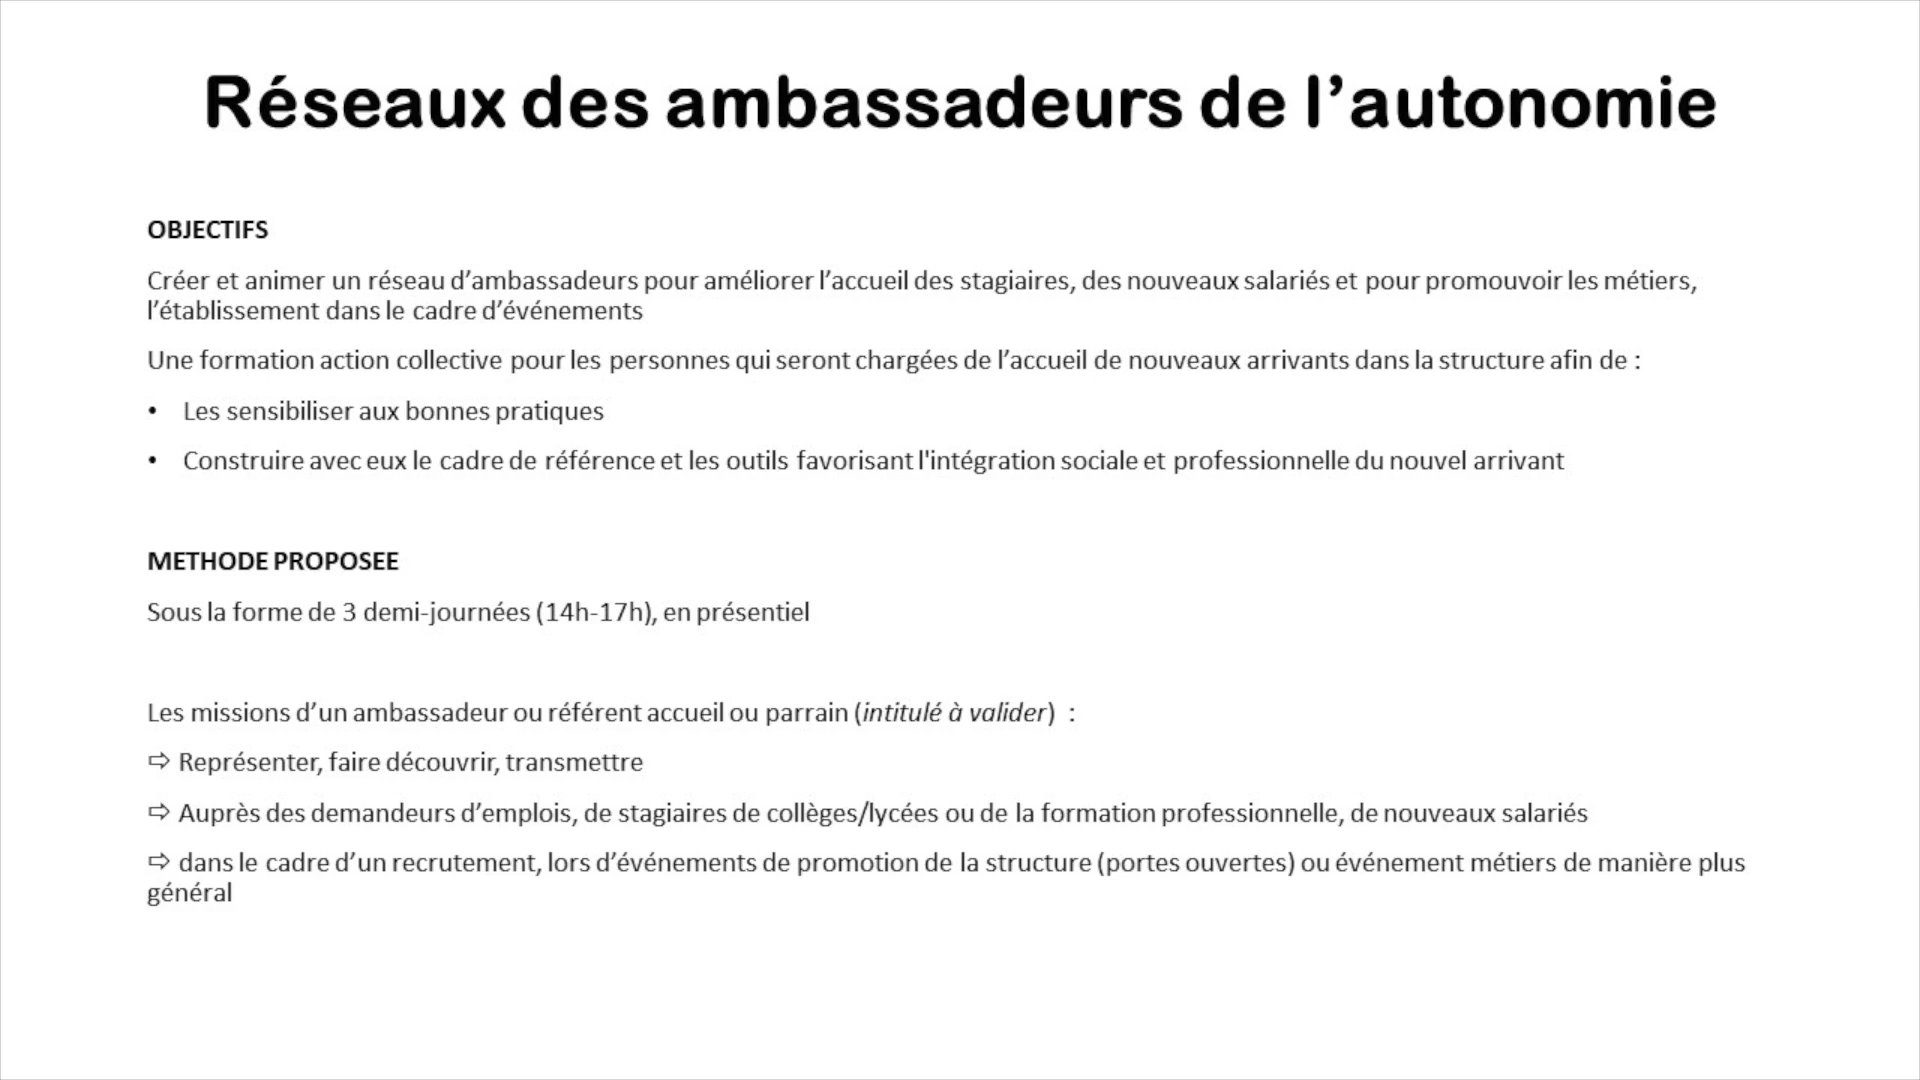 Réseaux des ambassadeurs de l’autonomie
OBJECTIFS
Créer et animer un réseau d’ambassadeurs pour améliorer l’accueil des stagiaires, des nouveaux salariés et pour promouvoir les métiers,
l’établissement dans le cadre d’événements
Une formation action collective pour les personnes qui seront chargées de l’accueil de nouveaux arrivants dans la structure afin de :
• Les sensibiliser aux bonnes pratiques
• Construire avec eux le cadre de référence et les outils favorisant l'intégration sociale et professionnelle du nouvel arrivant
METHODE PROPOSEE
Sous la forme de 3 demi-journées (14h-17h), en présentiel
Les missions d’un ambassadeur ou référent accueil ou parrain (intitulé à valider) :
⇨ Représenter, faire découvrir, transmettre
⇨ Auprès des demandeurs d’emplois, de stagiaires de collèges/lycées ou de la formation professionnelle, de nouveaux salariés
⇨ dans le cadre d’un recrutement, lors d’événements de promotion de la structure (portes ouvertes) ou événement métiers de manière plus
général